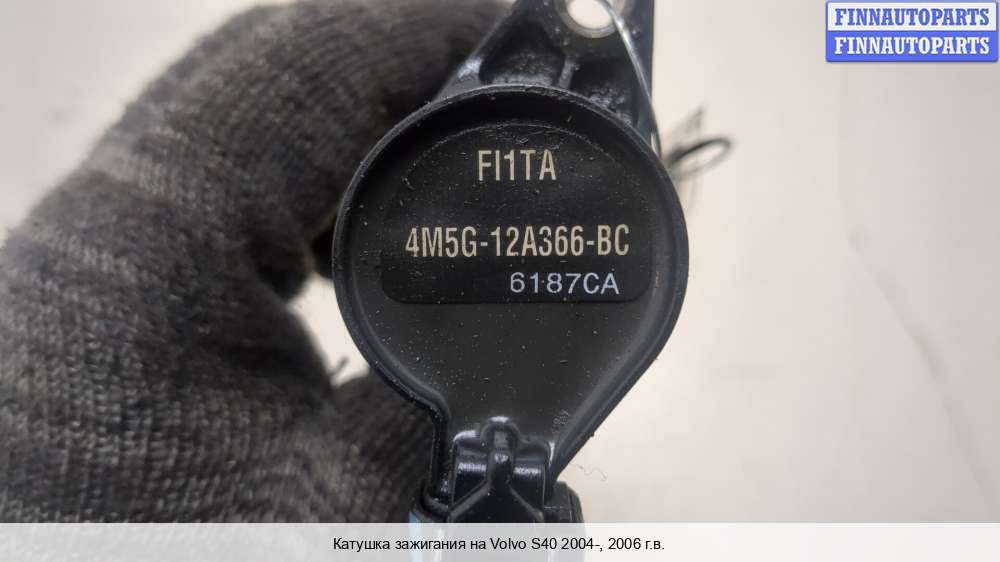 FINNAUTOPARTS
FINNAUTOPARTS
FI1TA
4M5G-12A366-BC
6187CA
Катушка зажигания на Volvo S40 2004-, 2006 г.в.